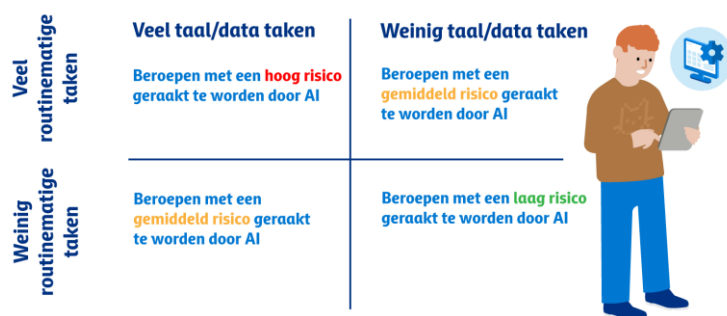 Veel taal/data taken
Weinig taal/data taken
Veel
routinematige
taken
Beroepen met een hoog risico
geraakt te worden door AI
Beroepen met een
gemiddeld risico geraakt
te worden door AI
Weinig
routinematige
taken
Beroepen met een
gemiddeld risico geraakt
te worden door AI
Beroepen met een laag risico
geraakt te worden door AI